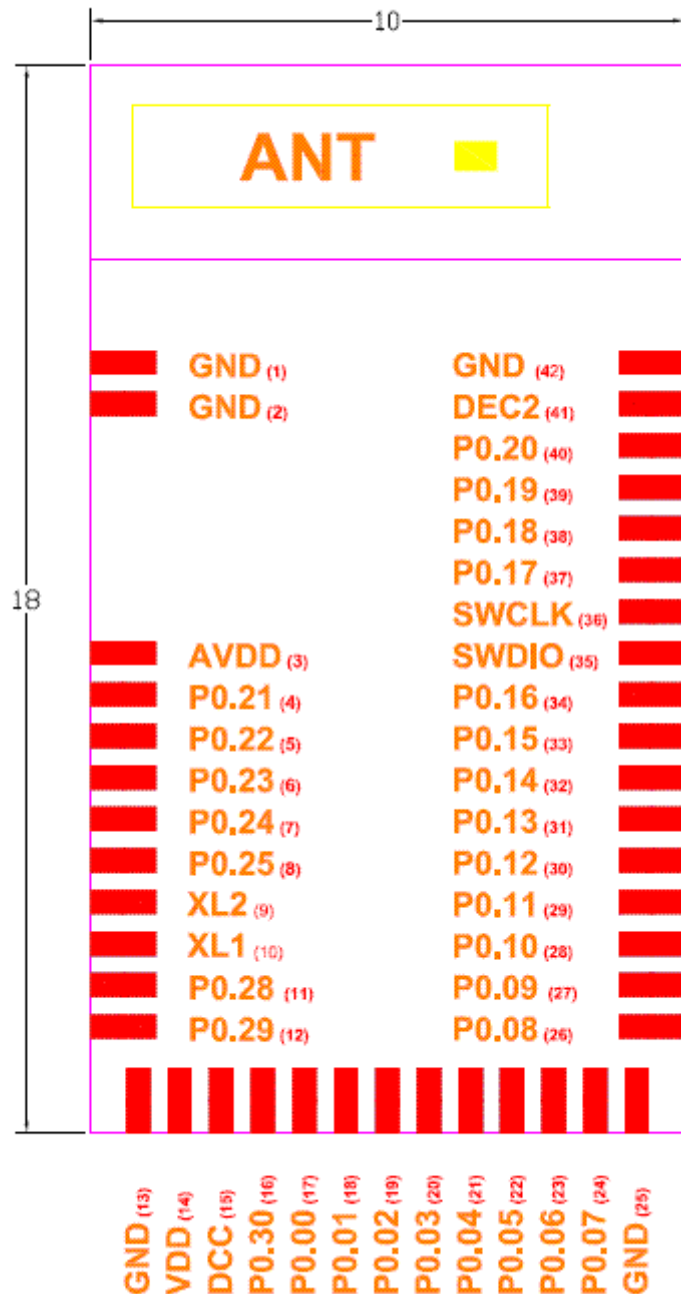 10
ANT
18
GND (1)
GND (2)
AVDD (3)
P0.21 (4)
P0.22 (5)
P0.23 (6)
P0.24 (7)
P0.25 (8)
XL2 (9)
XL1 (10)
P0.28 (11)
P0.29 (12)
GND (42)
DEC2 (41)
P0.20 (40)
P0.19 (39)
P0.18 (38)
P0.17 (37)
SWCLK (36)
SWDIO (35)
P0.16 (34)
P0.15 (33)
P0.14 (32)
P0.13 (31)
P0.12 (30)
P0.11 (29)
P0.10 (28)
P0.09 (27)
P0.08 (26)
GND (13)
VDD (14)
DCC (15)
P0.30 (16)
P0.00 (17)
P0.01 (18)
P0.02 (19)
P0.03 (20)
P0.04 (21)
P0.05 (22)
P0.06 (23)
P0.07 (24)
GND (25)